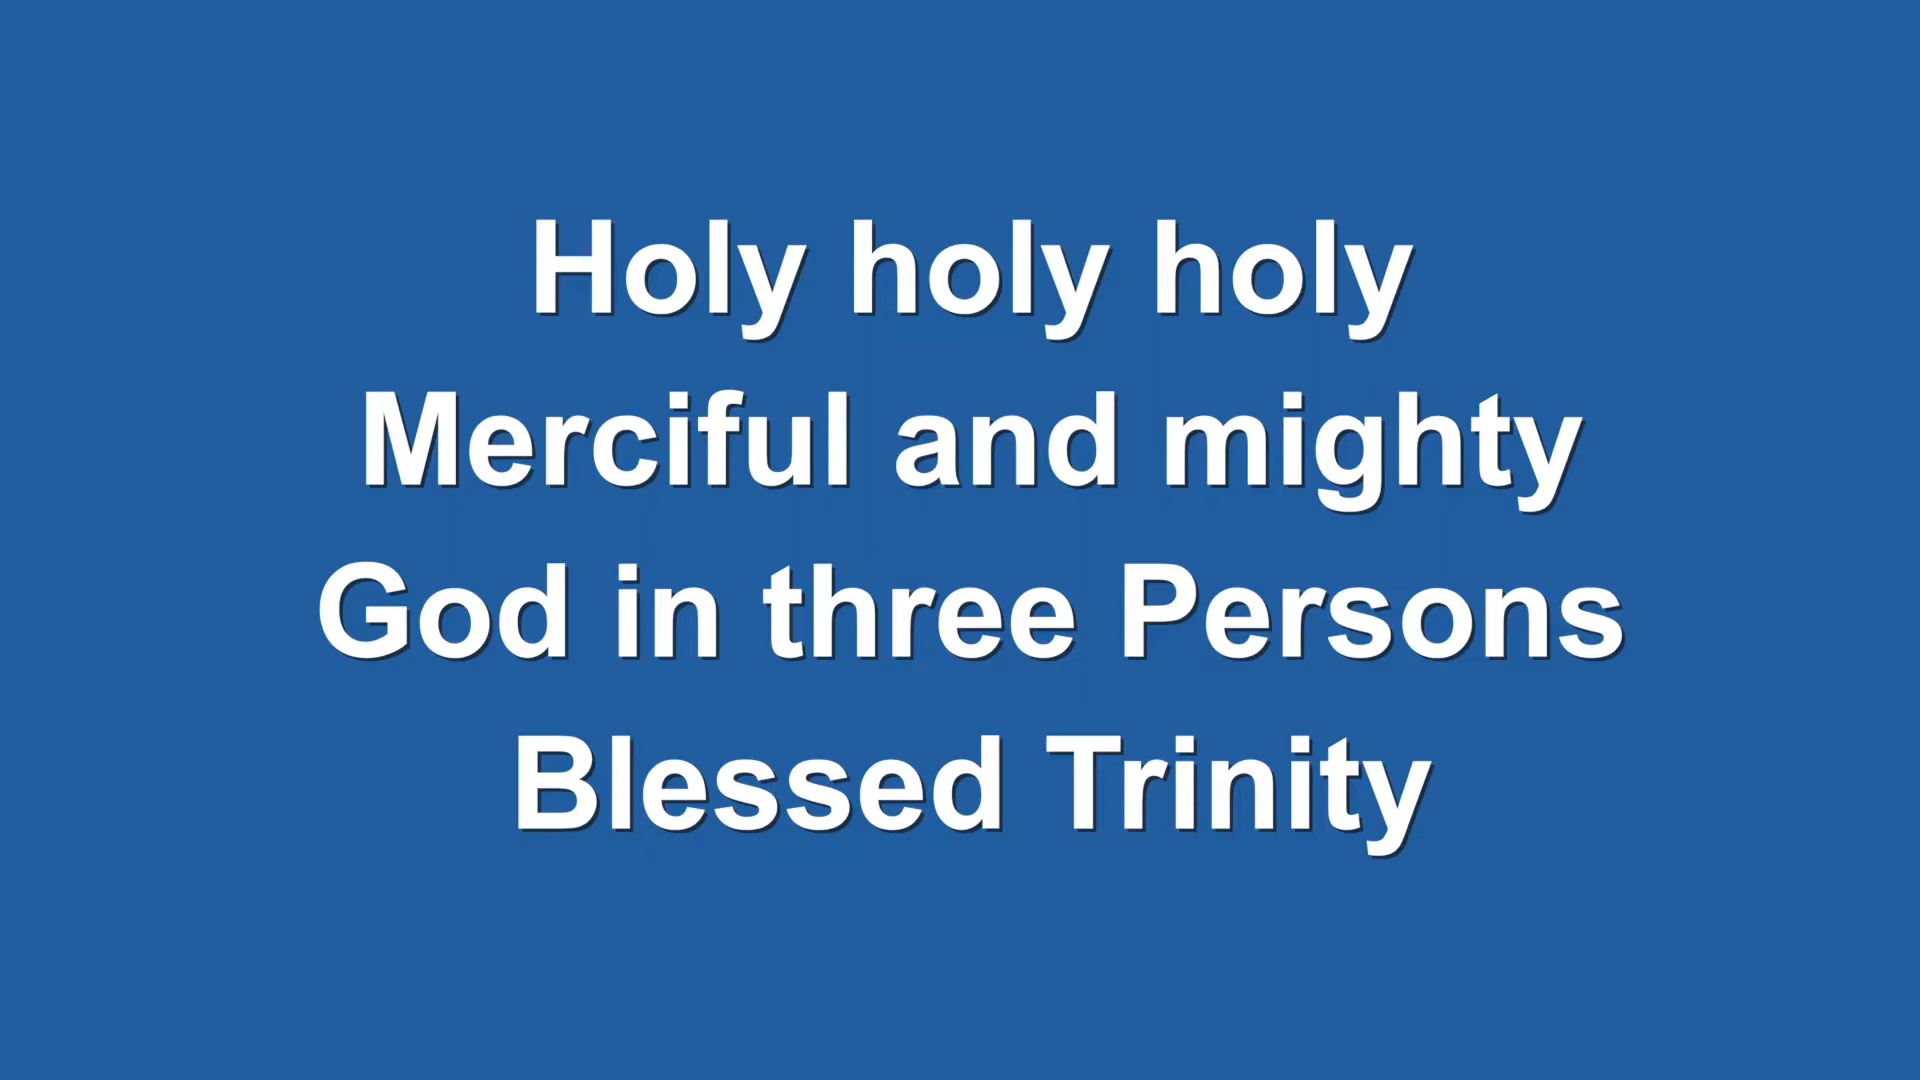 Holy holy holy
Merciful and mighty
God in three Persons
Blessed Trinity